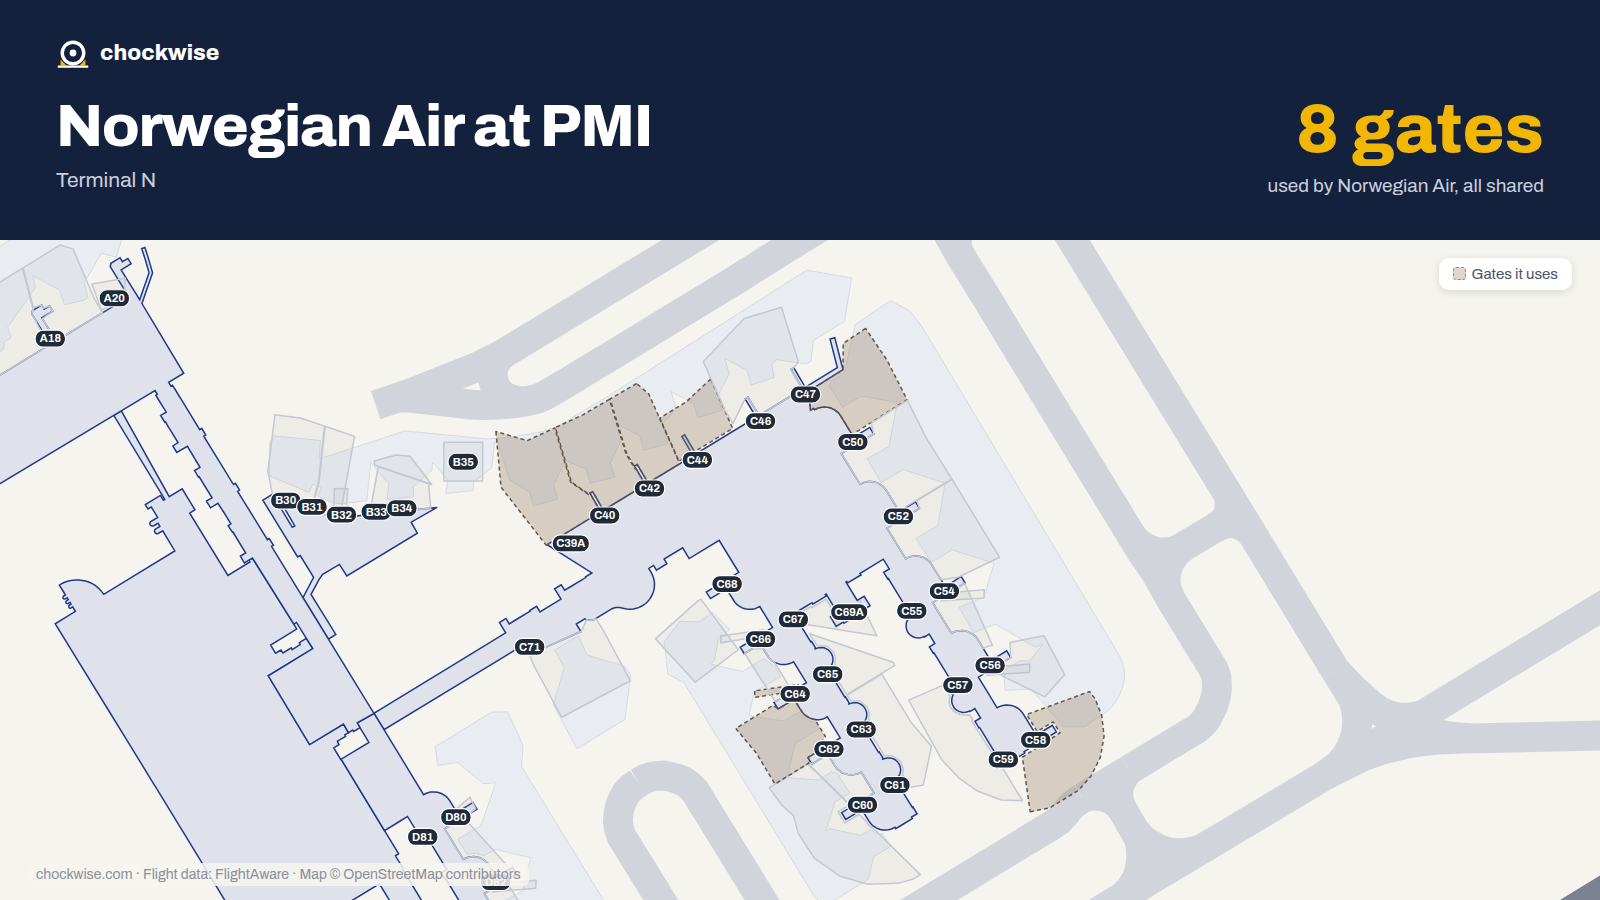 chockwise
Norwegian Air at PMI
Terminal N
8 gates
used by Norwegian Air, all shared
Gates it uses
A20
A18
C47
C46
C50
C44
B35
C42
B30
B31
B32
B33
B34
C40
C52
C39A
C68
C54
C69A
C55
C67
C66
C71
C56
C65
C57
C64
C63
C58
C62
C59
C61
C60
D80
D81
chockwise.com · Flight data: FlightAware · Map © OpenStreetMap contributors